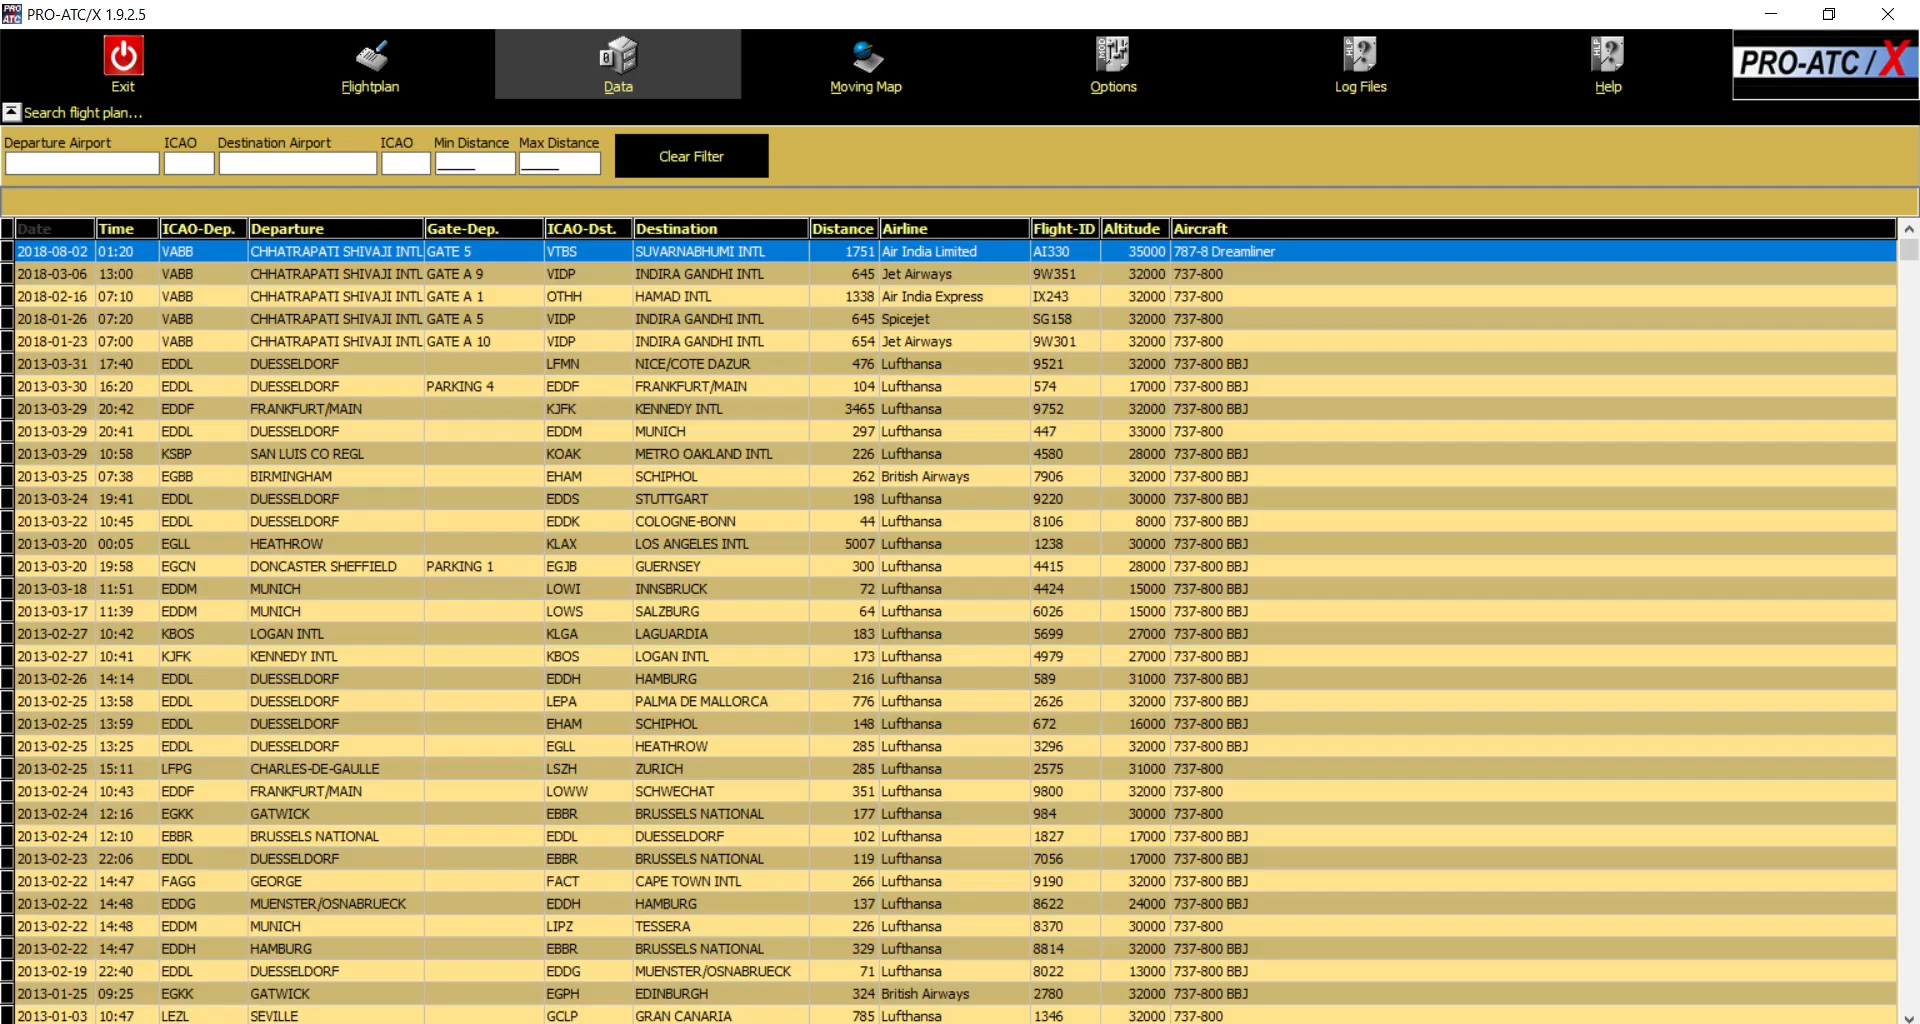 PRO-ATC/X 1.9.2.5
Exit Flightplan Data Moving Map Options Log Files Help PRO-ATC/X
Search flight plan...
Departure Airport ICAO Destination Airport ICAO Min Distance Max Distance Clear Filter
Date Time ICAO-Dep. Departure Gate-Dep. ICAO-Dst. Destination Distance Airline Flight-ID Altitude Aircraft
2018-08-02 01:20 VABB CHHATRAPATI SHIVAJI INTL GATE 5 VTBS SUVARNABHUMI INTL 1751 Air India Limited AI330 35000 787-8 Dreamliner
2018-03-06 13:00 VABB CHHATRAPATI SHIVAJI INTL GATE A 9 VIDP INDIRA GANDHI INTL 645 Jet Airways 9W351 32000 737-800
2018-02-16 07:10 VABB CHHATRAPATI SHIVAJI INTL GATE A 1 OTHH HAMAD INTL 1338 Air India Express IX243 32000 737-800
2018-01-26 07:20 VABB CHHATRAPATI SHIVAJI INTL GATE A 5 VIDP INDIRA GANDHI INTL 645 Spicejet SG158 32000 737-800
2018-01-23 07:00 VABB CHHATRAPATI SHIVAJI INTL GATE A 10 VIDP INDIRA GANDHI INTL 654 Jet Airways 9W301 32000 737-800
2013-03-31 17:40 EDDL DUESSELDORF LFMN NICE/COTE DAZUR 476 Lufthansa 9521 32000 737-800 BBJ
2013-03-30 16:20 EDDL DUESSELDORF PARKING 4 EDDF FRANKFURT/MAIN 104 Lufthansa 574 17000 737-800 BBJ
2013-03-29 20:42 EDDF FRANKFURT/MAIN KJFK KENNEDY INTL 3465 Lufthansa 9752 32000 737-800 BBJ
2013-03-29 20:41 EDDL DUESSELDORF EDDM MUNICH 297 Lufthansa 447 33000 737-800
2013-03-29 10:58 KSBP SAN LUIS CO REGL KOAK METRO OAKLAND INTL 226 Lufthansa 4580 28000 737-800 BBJ
2013-03-25 07:38 EGBB BIRMINGHAM EHAM SCHIPHOL 262 British Airways 7906 32000 737-800 BBJ
2013-03-24 19:41 EDDL DUESSELDORF EDDS STUTTGART 198 Lufthansa 9220 30000 737-800 BBJ
2013-03-22 10:45 EDDL DUESSELDORF EDDK COLOGNE-BONN 44 Lufthansa 8106 8000 737-800 BBJ
2013-03-20 00:05 EGLL HEATHROW KLAX LOS ANGELES INTL 5007 Lufthansa 1238 30000 737-800 BBJ
2013-03-20 19:58 EGCN DONCASTER SHEFFIELD PARKING 1 EGJB GUERNSEY 300 Lufthansa 4415 28000 737-800 BBJ
2013-03-18 11:51 EDDM MUNICH LOWI INNSBRUCK 72 Lufthansa 4424 15000 737-800 BBJ
2013-03-17 11:39 EDDM MUNICH LOWS SALZBURG 64 Lufthansa 6026 15000 737-800 BBJ
2013-02-27 10:42 KBOS LOGAN INTL KLGA LAGUARDIA 183 Lufthansa 5699 27000 737-800 BBJ
2013-02-27 10:41 KJFK KENNEDY INTL KBOS LOGAN INTL 173 Lufthansa 4979 27000 737-800 BBJ
2013-02-26 14:14 EDDL DUESSELDORF EDDH HAMBURG 216 Lufthansa 589 31000 737-800 BBJ
2013-02-25 13:58 EDDL DUESSELDORF LEPA PALMA DE MALLORCA 776 Lufthansa 2626 32000 737-800 BBJ
2013-02-25 13:59 EDDL DUESSELDORF EHAM SCHIPHOL 148 Lufthansa 672 16000 737-800 BBJ
2013-02-25 13:25 EDDL DUESSELDORF EGLL HEATHROW 285 Lufthansa 3296 32000 737-800 BBJ
2013-02-25 15:11 LFPG CHARLES-DE-GAULLE LSZH ZURICH 285 Lufthansa 2575 31000 737-800
2013-02-24 10:43 EDDF FRANKFURT/MAIN LOWW SCHWECHAT 351 Lufthansa 9800 32000 737-800
2013-02-24 12:16 EGKK GATWICK EBBR BRUSSELS NATIONAL 177 Lufthansa 984 30000 737-800
2013-02-24 12:10 EBBR BRUSSELS NATIONAL EDDL DUESSELDORF 102 Lufthansa 1827 17000 737-800 BBJ
2013-02-23 22:06 EDDL DUESSELDORF EBBR BRUSSELS NATIONAL 119 Lufthansa 7056 17000 737-800 BBJ
2013-02-22 14:47 FAGG GEORGE FACT CAPE TOWN INTL 266 Lufthansa 9190 32000 737-800 BBJ
2013-02-22 14:48 EDDG MUENSTER/OSNABRUECK EDDH HAMBURG 137 Lufthansa 8622 24000 737-800 BBJ
2013-02-22 14:48 EDDM MUNICH LIPZ TESSERA 226 Lufthansa 8370 30000 737-800
2013-02-22 14:47 EDDH HAMBURG EBBR BRUSSELS NATIONAL 329 Lufthansa 8814 32000 737-800 BBJ
2013-02-19 22:40 EDDL DUESSELDORF EDDG MUENSTER/OSNABRUECK 71 Lufthansa 8022 13000 737-800 BBJ
2013-01-25 09:25 EGKK GATWICK EGPH EDINBURGH 324 British Airways 2780 32000 737-800 BBJ
2013-01-03 10:47 LEZL SEVILLE GCLP GRAN CANARIA 785 Lufthansa 1346 32000 737-800